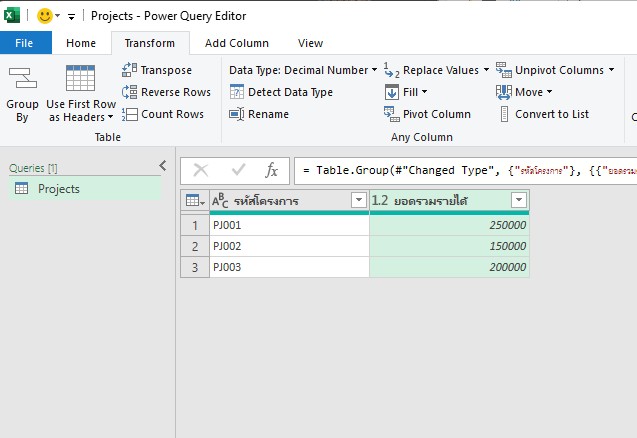 Projects - Power Query Editor
File Home Transform Add Column View
Group By
Use First Row as Headers
Transpose
Reverse Rows
Count Rows
Table
Data Type: Decimal Number
Detect Data Type
Rename
Replace Values
Fill
Pivot Column
Unpivot Columns
Move
Convert to List
Any Column
Queries [1]
Projects
fx
= Table.Group(#"Changed Type", {"รหัสโครงการ"}, {{"ยอดรวม
ABC รหัสโครงการ 1.2 ยอดรวมรายได้
1 PJ001 250000
2 PJ002 150000
3 PJ003 200000